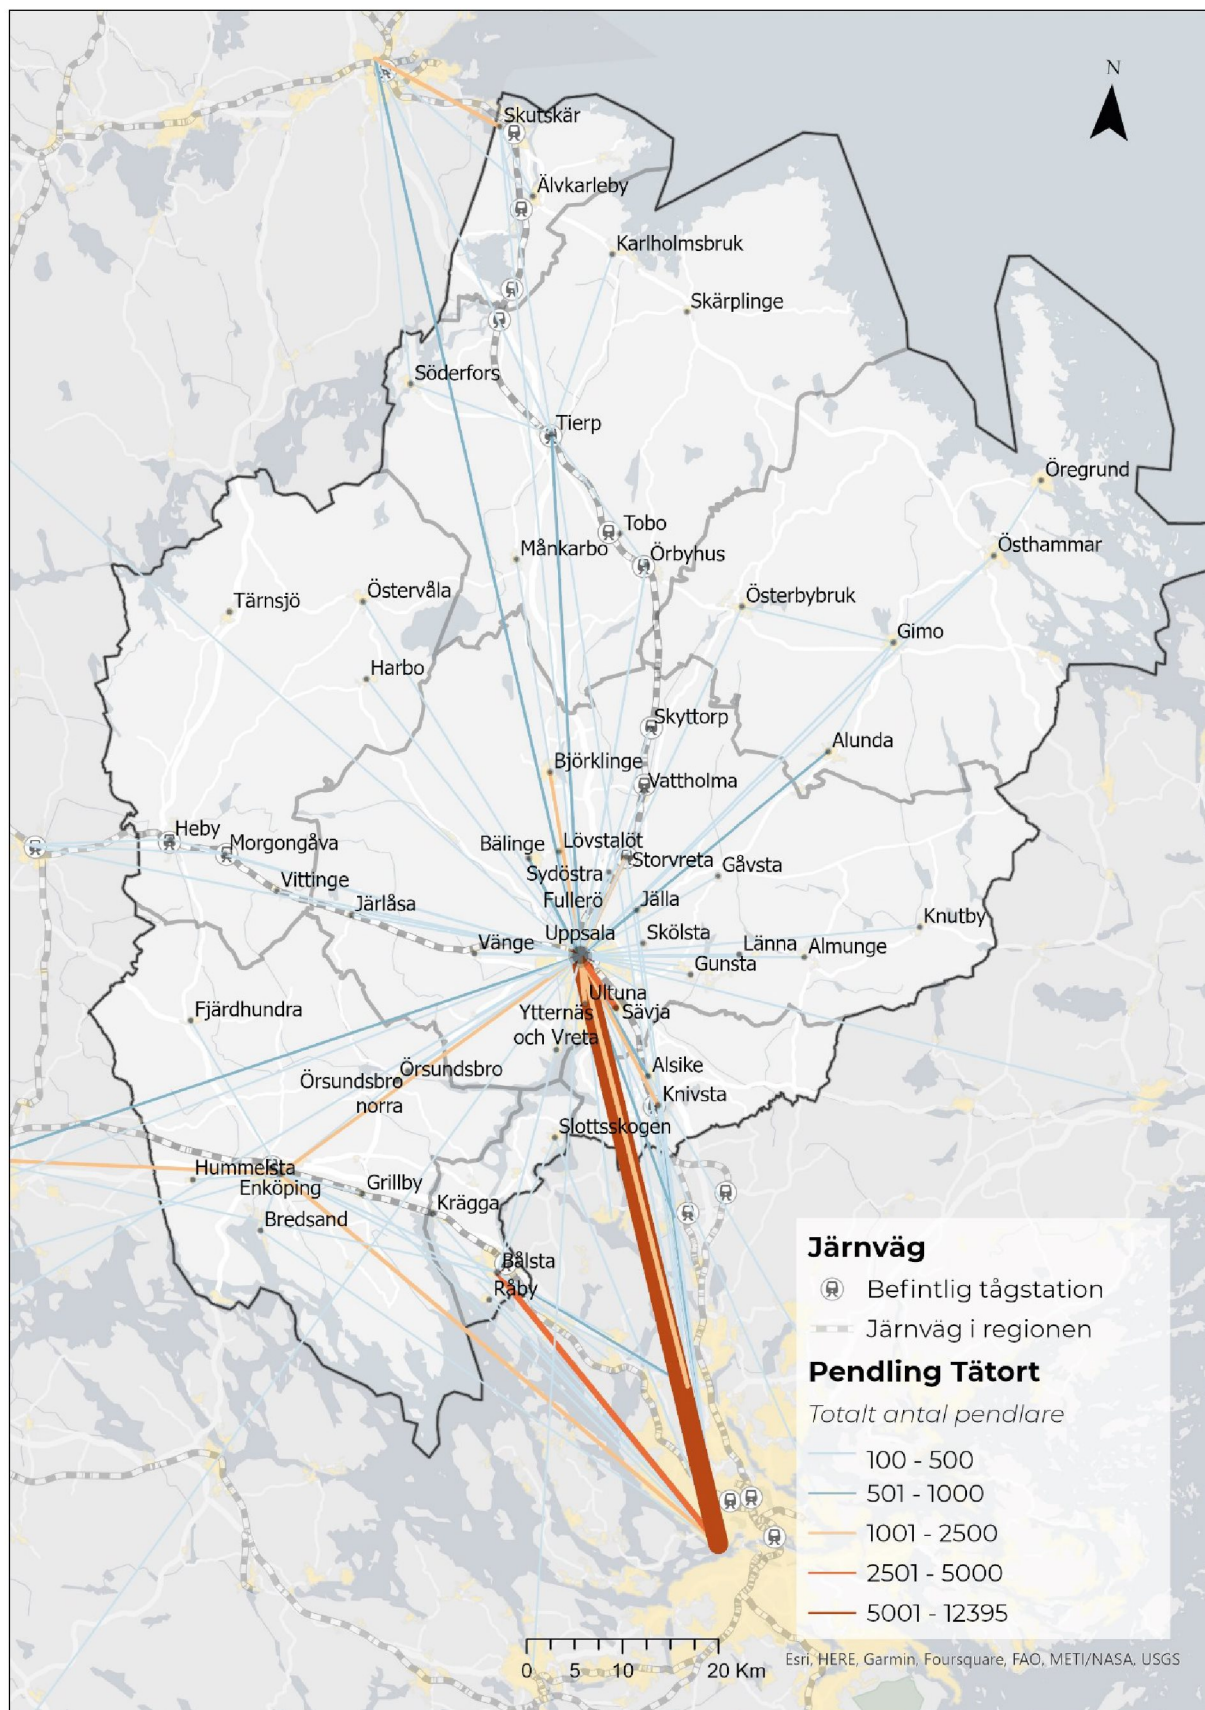 N
Skutskär
Älvkarleby
Karlholmsbruk
Skärplinge
Söderfors
Tierp
Öregrund
Tobo
Månkarbo
Örbyhus
Östhammar
Tärnsjö
Östervåla
Österbybruk
Gimo
Harbo
Skyttorp
Alunda
Björklinge
Vattholma
Heby
Morgongåva
Bälinge
Lövstalöt
Storvreta
Sydöstra
Fullerö
Gåvsta
Vittinge
Järlåsa
Jälla
Knutby
Uppsala
Skölsta
Vänge
Länna
Almunge
Gunsta
Fjärdhundra
Ultuna
Sävja
Ytternäs
och Vreta
Alsike
Örsundsbro
Örsundsbro
norra
Knivsta
Slottsskogen
Hummelsta
Enköping
Grillby
Krägga
Bredsand
Bålsta
Råby
Järnväg
Befintlig tågstation
Järnväg i regionen
Pendling Tätort
Totalt antal pendlare
100 - 500
501 - 1000
1001 - 2500
2501 - 5000
5001 - 12395
0 5 10 20 Km
Esri, HERE, Garmin, Foursquare, FAO, METI/NASA, USGS